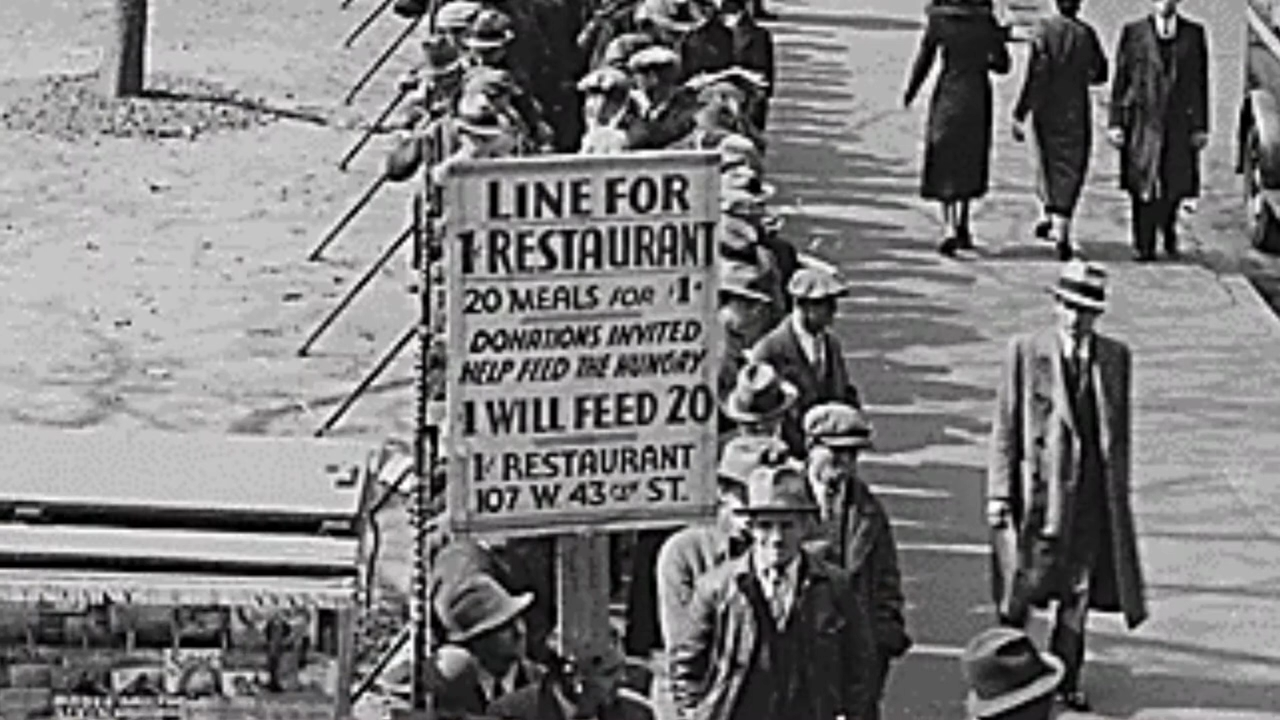 LINE FOR
1¢ RESTAURANT
20 MEALS FOR $1.
DONATIONS INVITED
HELP FEED THE HUNGRY
1 WILL FEED 20
1¢ RESTAURANT
107 W. 43RD ST.